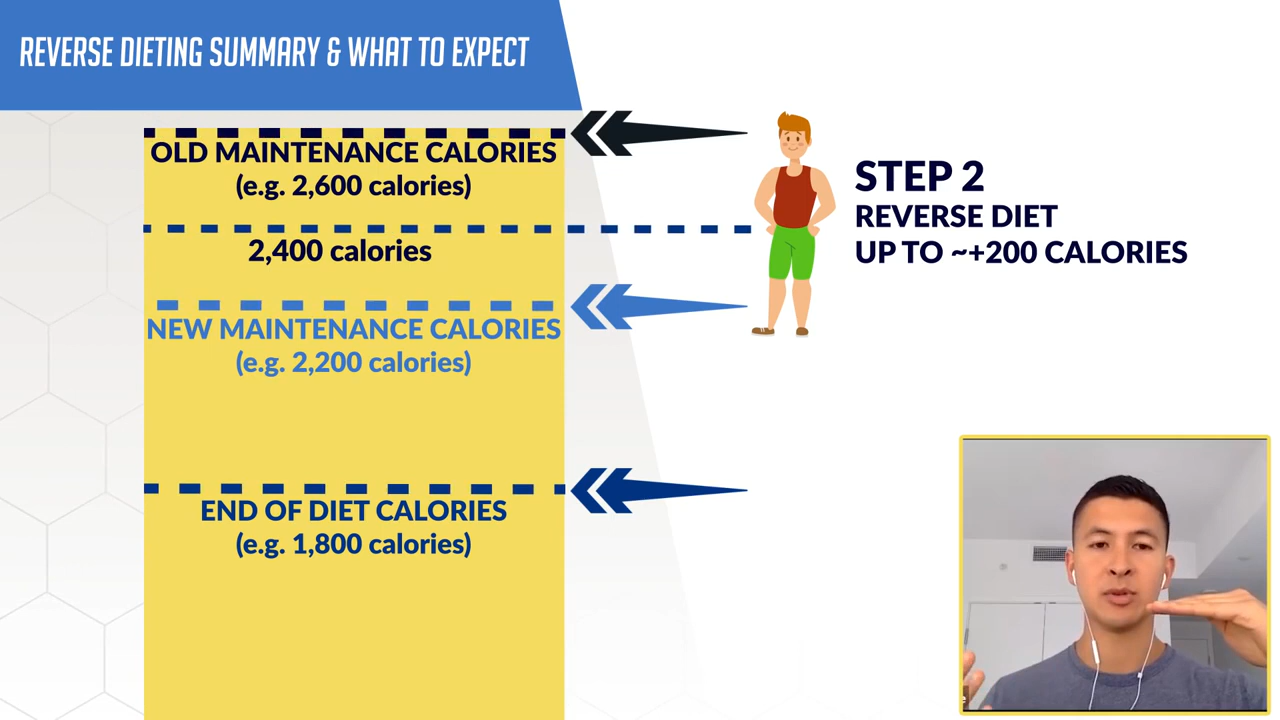 REVERSE DIETING SUMMARY & WHAT TO EXPECT
OLD MAINTENANCE CALORIES
(e.g. 2,600 calories)
2,400 calories
NEW MAINTENANCE CALORIES
(e.g. 2,200 calories)
END OF DIET CALORIES
(e.g. 1,800 calories)
STEP 2
REVERSE DIET
UP TO ~+200 CALORIES